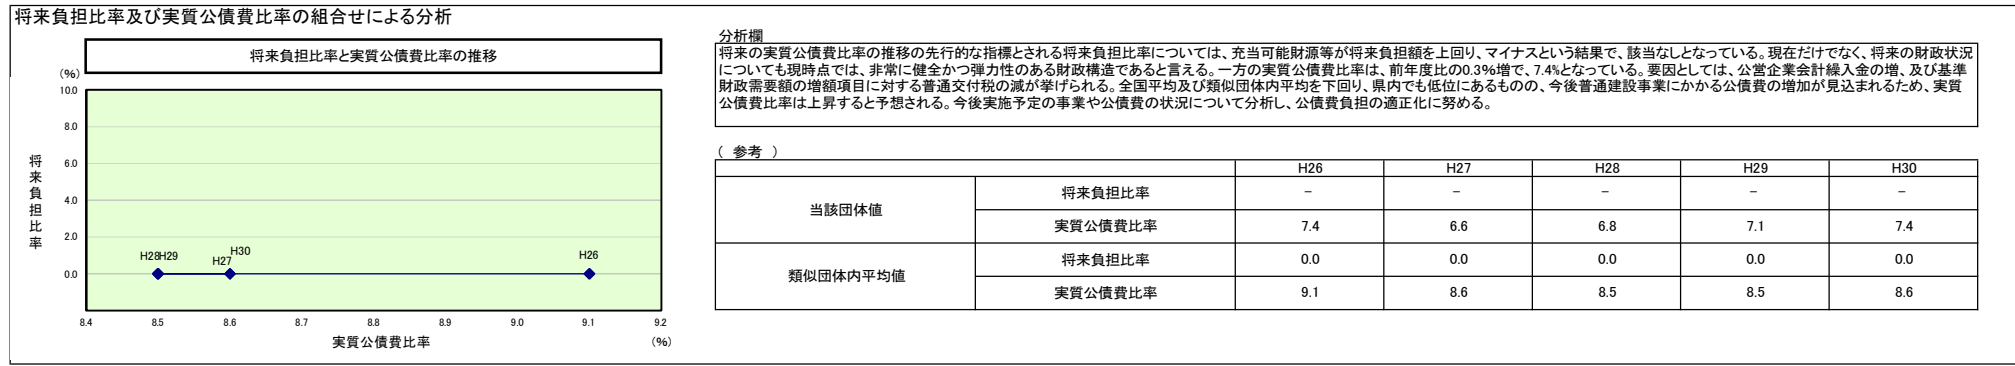 将来負担比率及び実質公債費比率の組合せによる分析
将来負担比率と実質公債費比率の推移
(%)
10.0
8.0
6.0
4.0
2.0
0.0
将来負担比率
H28 H29
H27
H30
H26
8.4 8.5 8.6 8.7 8.8 8.9 9.0 9.1 9.2
実質公債費比率
(%)
分析欄
将来の実質公債費比率の推移の先行的な指標とされる将来負担比率については、充当可能財源等が将来負担額を上回り、マイナスという結果で、該当なしとなっている。現在だけでなく、将来の財政状況
についても現時点では、非常に健全かつ弾力性のある財政構造であると言える。一方の実質公債費比率は、前年度比の0.3%増で、7.4%となっている。要因としては、公営企業会計繰入金の増、及び基準
財政需要額の増額項目に対する普通交付税の減が挙げられる。全国平均及び類似団体内平均を下回り、県内でも低位にあるものの、今後普通建設事業にかかる公債費の増加が見込まれるため、実質
公債費比率は上昇すると予想される。今後実施予定の事業や公債費の状況について分析し、公債費負担の適正化に努める。
（ 参考 ）
H26 H27 H28 H29 H30
当該団体値
将来負担比率 － － － － －
実質公債費比率 7.4 6.6 6.8 7.1 7.4
類似団体内平均値
将来負担比率 0.0 0.0 0.0 0.0 0.0
実質公債費比率 9.1 8.6 8.5 8.5 8.6